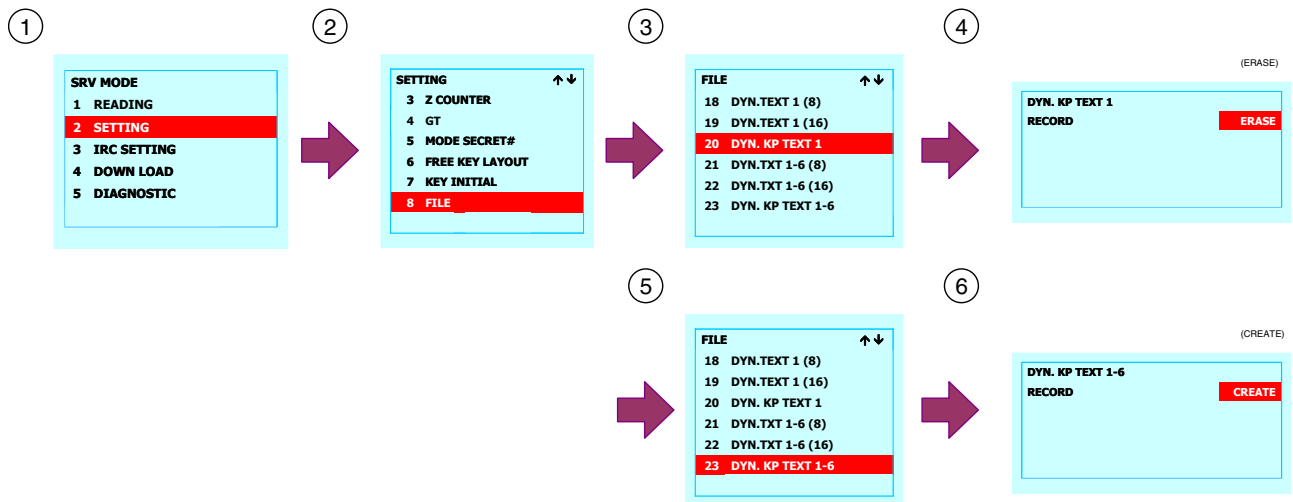 1
SRV MODE
1 READING
2 SETTING
3 IRC SETTING
4 DOWN LOAD
5 DIAGNOSTIC
2
SETTING ↑↓
3 Z COUNTER
4 GT
5 MODE SECRET#
6 FREE KEY LAYOUT
7 KEY INITIAL
8 FILE
3
FILE ↑↓
18 DYN.TEXT 1 (8)
19 DYN.TEXT 1 (16)
20 DYN. KP TEXT 1
21 DYN.TXT 1-6 (8)
22 DYN.TXT 1-6 (16)
23 DYN. KP TEXT 1-6
4
(ERASE)
DYN. KP TEXT 1
RECORD ERASE
5
FILE ↑↓
18 DYN.TEXT 1 (8)
19 DYN.TEXT 1 (16)
20 DYN. KP TEXT 1
21 DYN.TXT 1-6 (8)
22 DYN.TXT 1-6 (16)
23 DYN. KP TEXT 1-6
6
(CREATE)
DYN. KP TEXT 1-6
RECORD CREATE